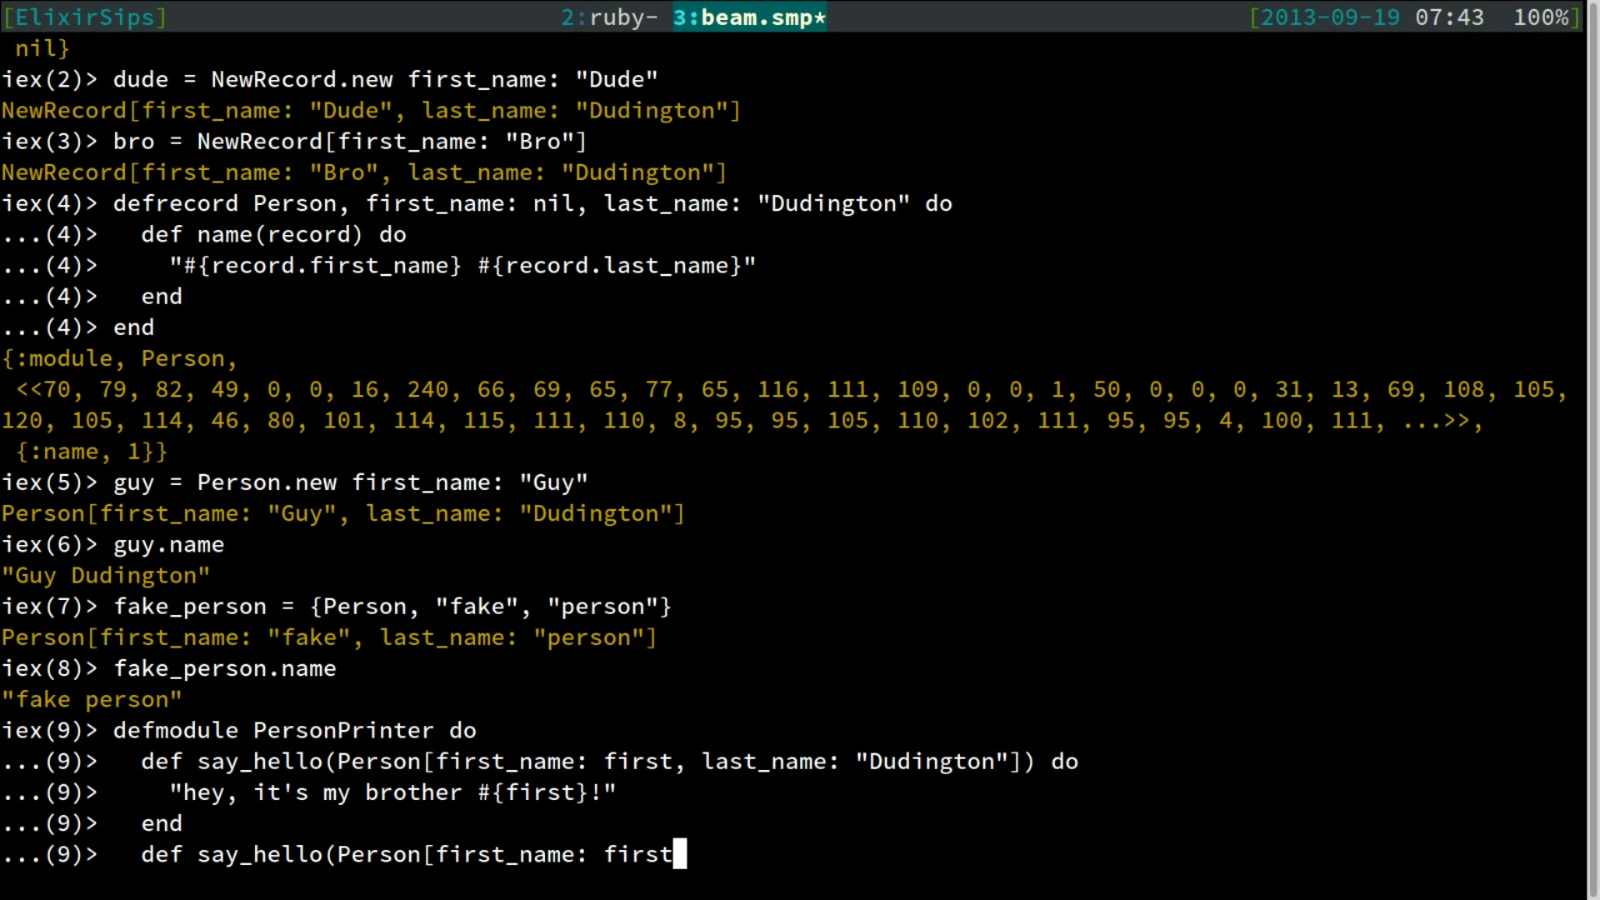 [ElixirSips] 2:ruby- 3:beam.smp* [2013-09-19 07:43 100%]
 nil}
iex(2)> dude = NewRecord.new first_name: "Dude"
NewRecord[first_name: "Dude", last_name: "Dudington"]
iex(3)> bro = NewRecord[first_name: "Bro"]
NewRecord[first_name: "Bro", last_name: "Dudington"]
iex(4)> defrecord Person, first_name: nil, last_name: "Dudington" do
...(4)>   def name(record) do
...(4)>     "#{record.first_name} #{record.last_name}"
...(4)>   end
...(4)> end
{:module, Person,
 <<70, 79, 82, 49, 0, 0, 16, 240, 66, 69, 65, 77, 65, 116, 111, 109, 0, 0, 1, 50, 0, 0, 0, 31, 13, 69, 108, 105,
120, 105, 114, 46, 80, 101, 114, 115, 111, 110, 8, 95, 95, 105, 110, 102, 111, 95, 95, 4, 100, 111, ...>>,
 {:name, 1}}
iex(5)> guy = Person.new first_name: "Guy"
Person[first_name: "Guy", last_name: "Dudington"]
iex(6)> guy.name
"Guy Dudington"
iex(7)> fake_person = {Person, "fake", "person"}
Person[first_name: "fake", last_name: "person"]
iex(8)> fake_person.name
"fake person"
iex(9)> defmodule PersonPrinter do
...(9)>   def say_hello(Person[first_name: first, last_name: "Dudington"]) do
...(9)>     "hey, it's my brother #{first}!"
...(9)>   end
...(9)>   def say_hello(Person[first_name: first